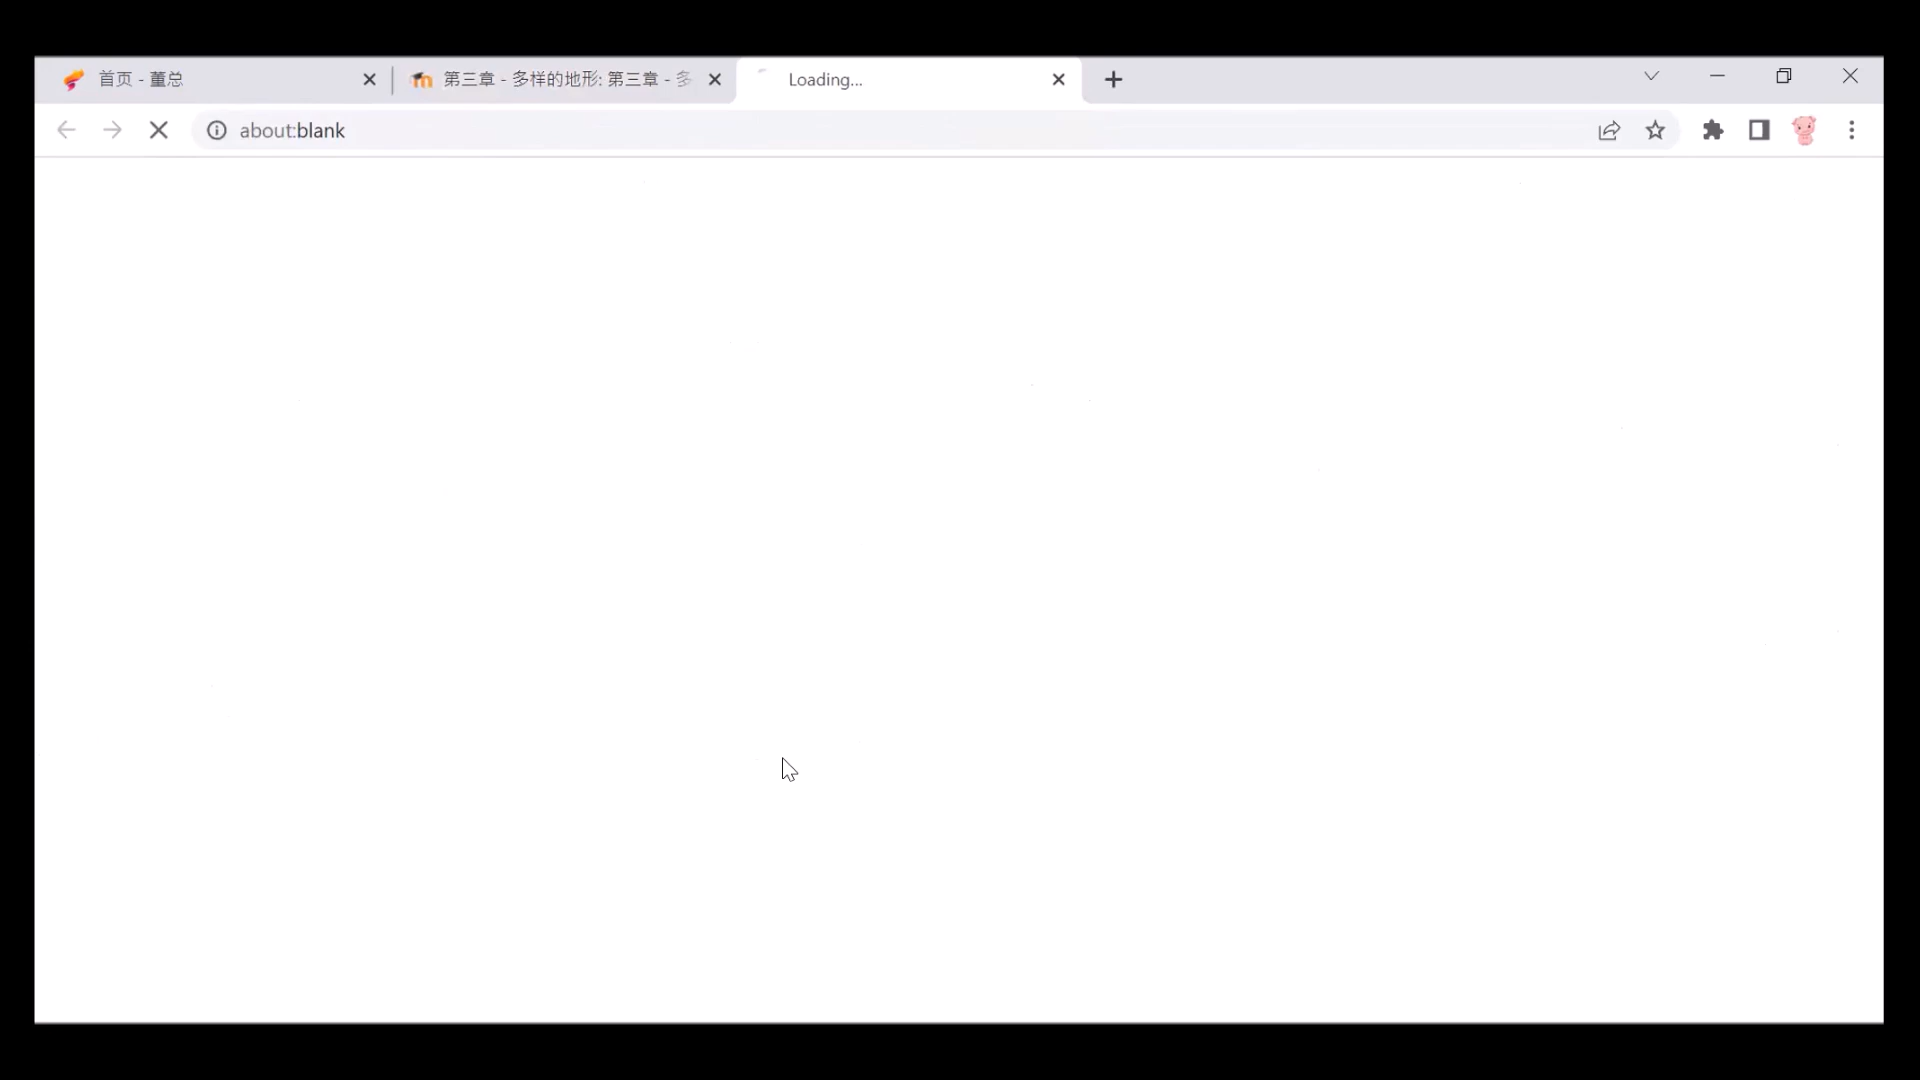 首页 - 董总
第三章 - 多样的地形: 第三章 - 多
Loading...
about:blank